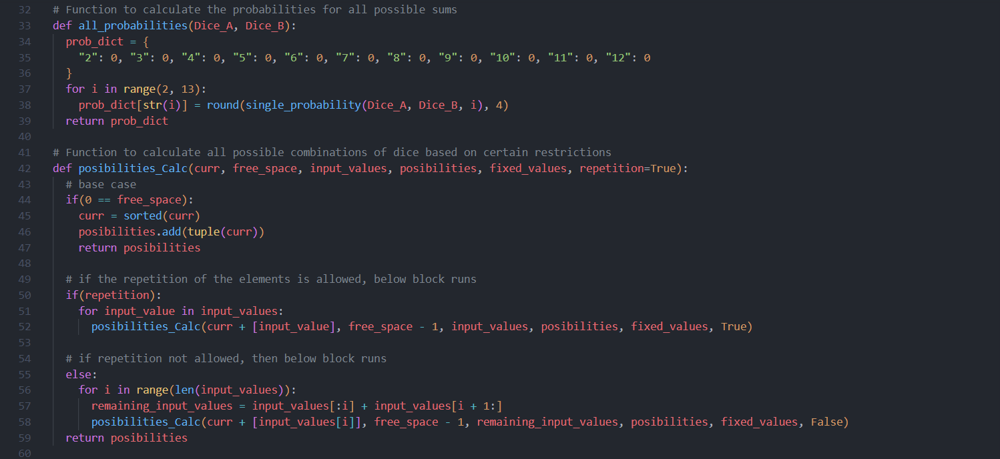 32 # Function to calculate the probabilities for all possible sums
33 def all_probabilities(Dice_A, Dice_B):
34   prob_dict = {
35     "2": 0, "3": 0, "4": 0, "5": 0, "6": 0, "7": 0, "8": 0, "9": 0, "10": 0, "11": 0, "12": 0
36   }
37   for i in range(2, 13):
38     prob_dict[str(i)] = round(single_probability(Dice_A, Dice_B, i), 4)
39   return prob_dict
40
41 # Function to calculate all possible combinations of dice based on certain restrictions
42 def posibilities_Calc(curr, free_space, input_values, posibilities, fixed_values, repetition=True):
43   # base case
44   if(0 == free_space):
45     curr = sorted(curr)
46     posibilities.add(tuple(curr))
47     return posibilities
48
49   # if the repetition of the elements is allowed, below block runs
50   if(repetition):
51     for input_value in input_values:
52       posibilities_Calc(curr + [input_value], free_space - 1, input_values, posibilities, fixed_values, True)
53
54   # if repetition not allowed, then below block runs
55   else:
56     for i in range(len(input_values)):
57       remaining_input_values = input_values[:i] + input_values[i + 1:]
58       posibilities_Calc(curr + [input_values[i]], free_space - 1, remaining_input_values, posibilities, fixed_values, False)
59   return posibilities
60